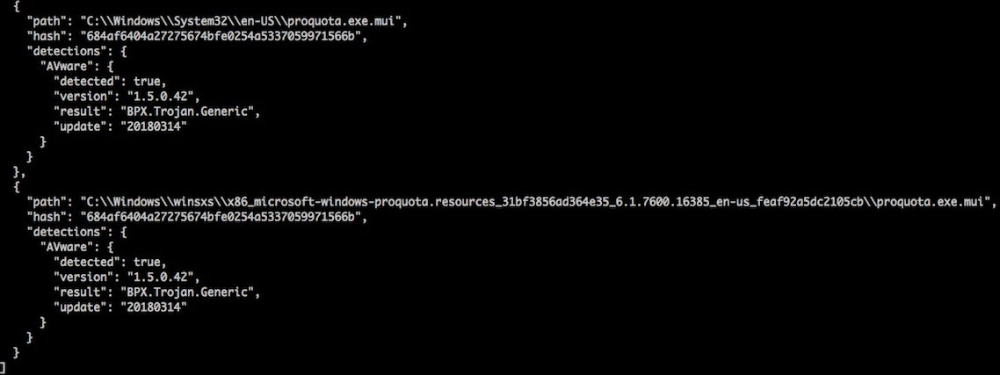 {
"path": "C:\\Windows\\System32\\en-US\\proquota.exe.mui",
"hash": "684af6404a27275674bfe0254a5337059971566b",
"detections": {
"AVware": {
"detected": true,
"version": "1.5.0.42",
"result": "BPX.Trojan.Generic",
"update": "20180314"
}
}
},
{
"path": "C:\\Windows\\winsxs\\x86_microsoft-windows-proquota.resources_31bf3856ad364e35_6.1.7600.16385_en-us_feaf92a5dc2105cb\\proquota.exe.mui",
"hash": "684af6404a27275674bfe0254a5337059971566b",
"detections": {
"AVware": {
"detected": true,
"version": "1.5.0.42",
"result": "BPX.Trojan.Generic",
"update": "20180314"
}
}
}
]